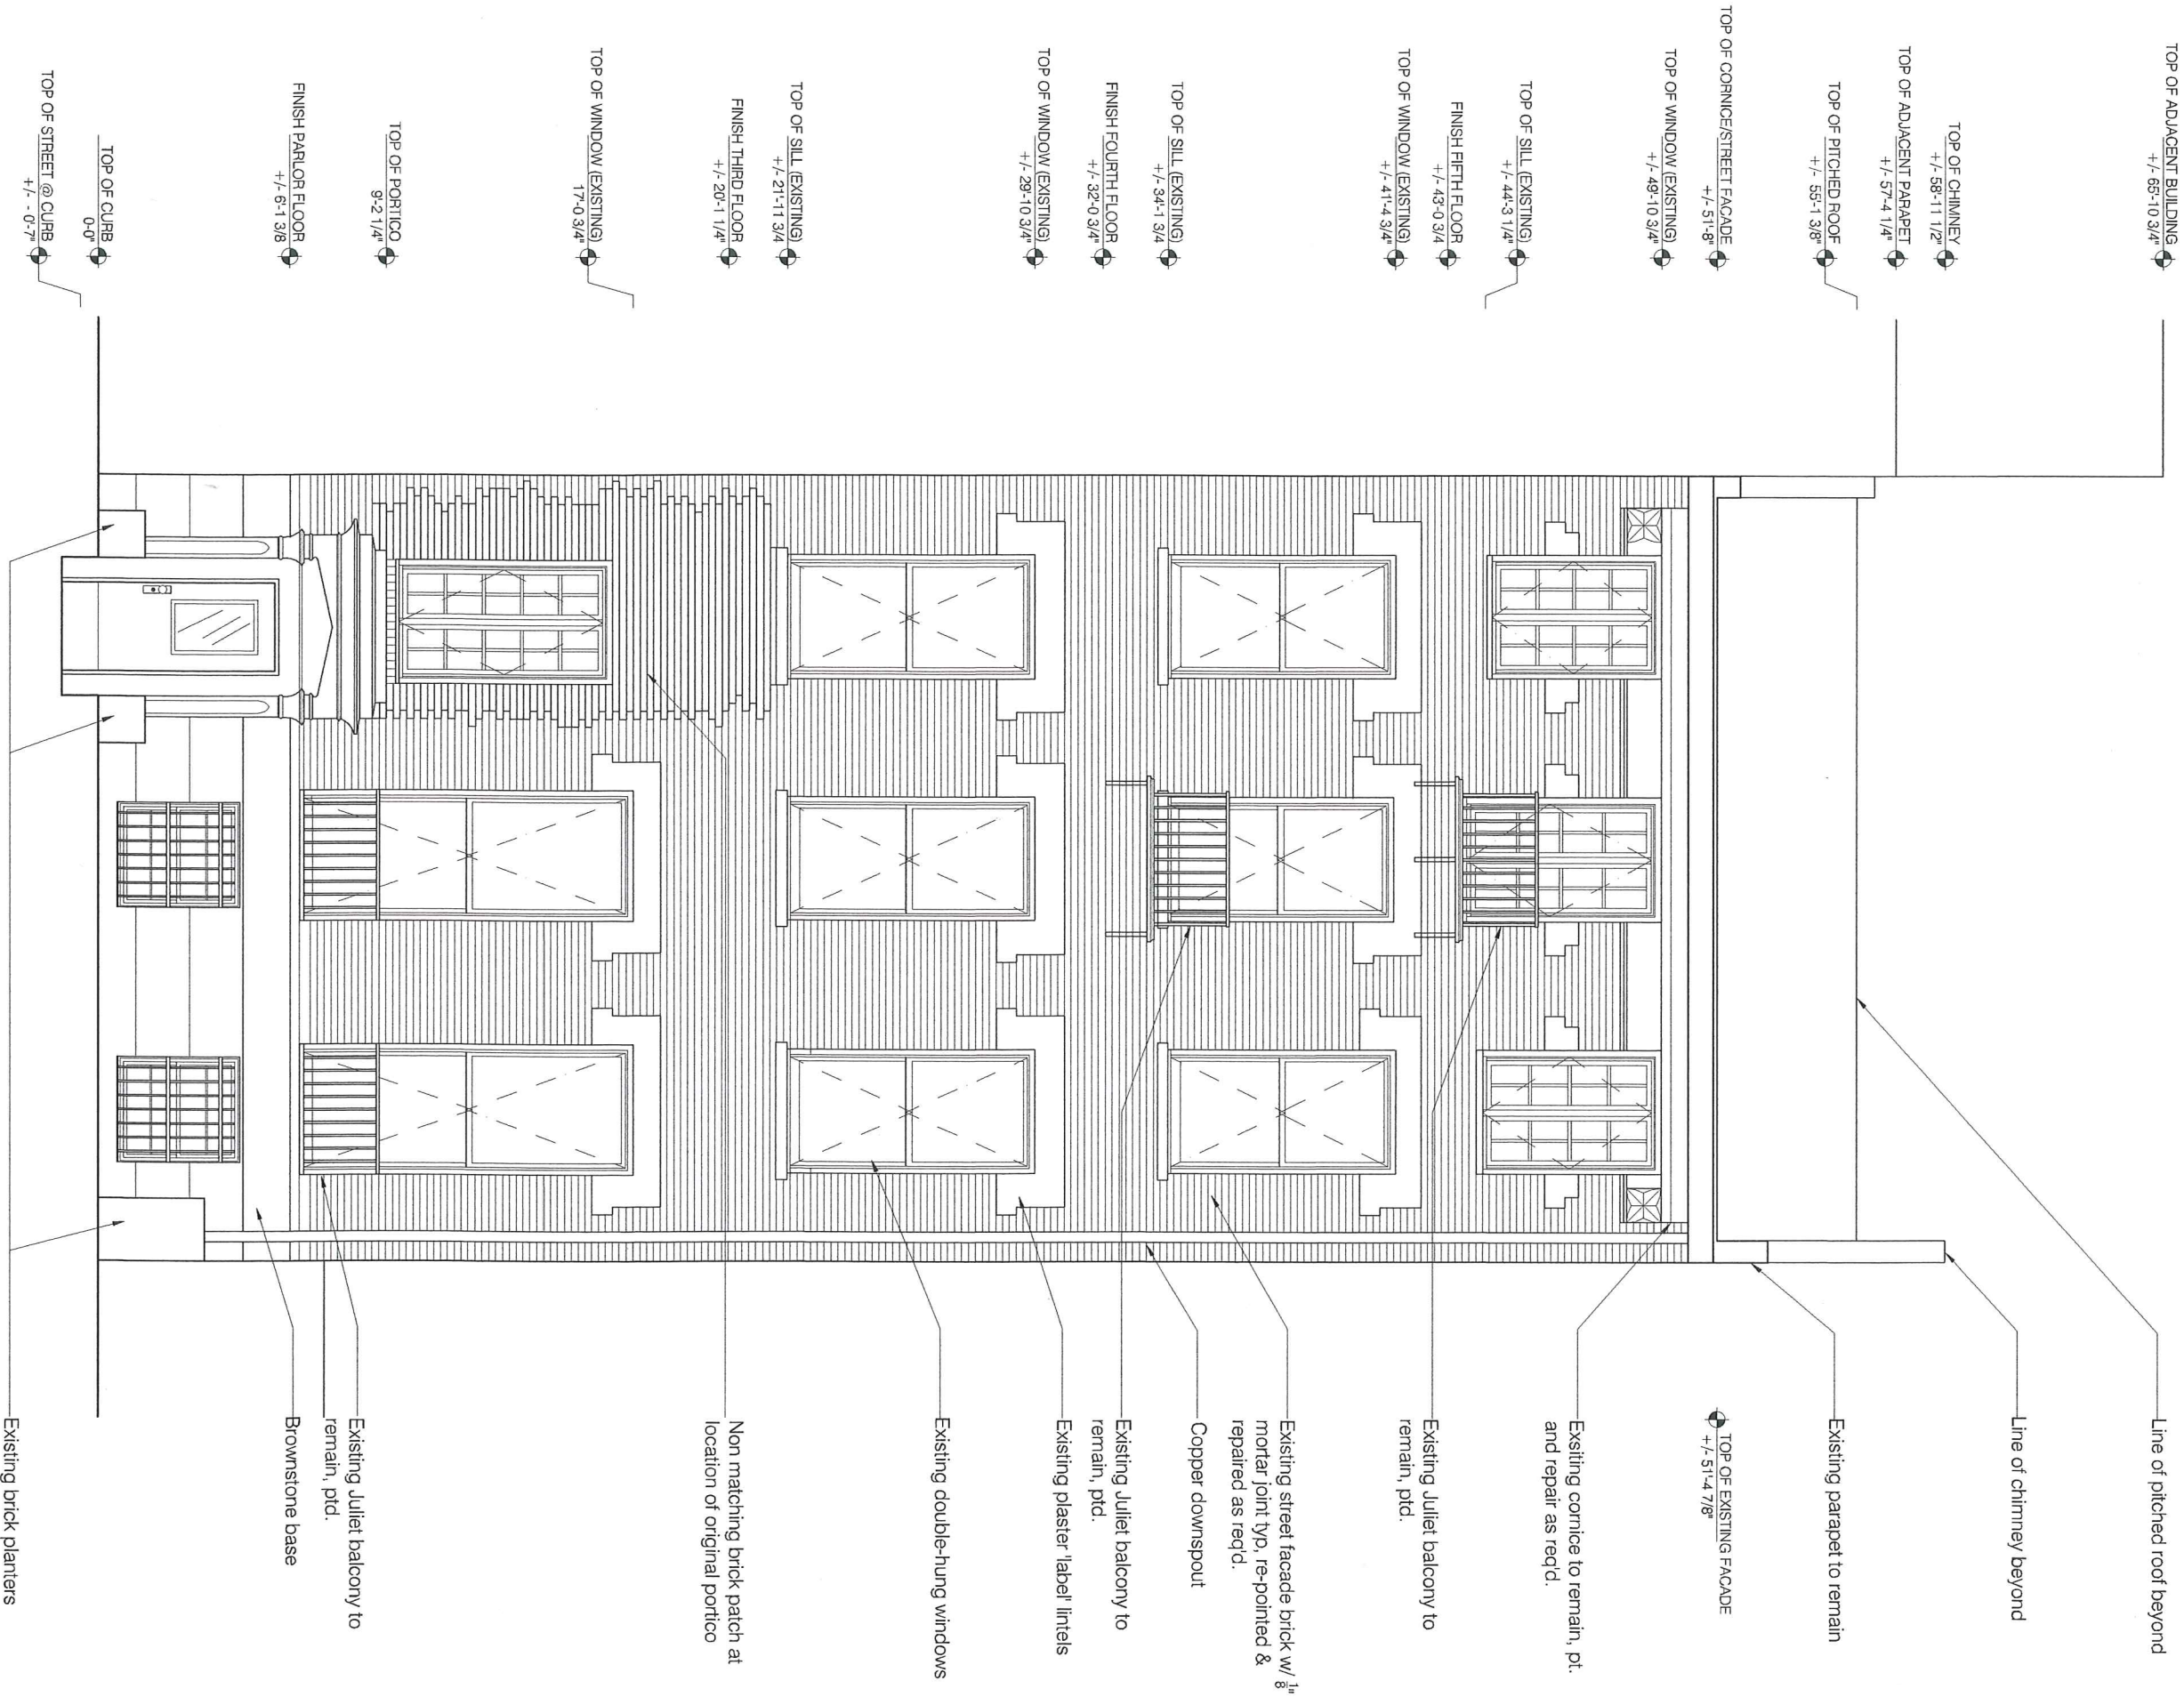 TOP OF ADJACENT BUILDING
+/- 65'-10 3/4"
TOP OF CHIMNEY
+/- 58'-11 1/2"
TOP OF ADJACENT PARAPET
+/- 57'-4 1/4"
TOP OF PITCHED ROOF
+/- 55'-1 3/8"
TOP OF CORNICE/STREET FACADE
+/- 51'-8"
TOP OF WINDOW (EXISTING)
+/- 49'-10 3/4"
TOP OF SILL (EXISTING)
+/- 44'-3 1/4"
FINISH FIFTH FLOOR
+/- 43'-0 3/4
TOP OF WINDOW (EXISTING)
+/- 41'-4 3/4"
TOP OF SILL (EXISTING)
+/- 34'-1 3/4
FINISH FOURTH FLOOR
+/- 32'-0 3/4"
TOP OF WINDOW (EXISTING)
+/- 29'-10 3/4"
TOP OF SILL (EXISTING)
+/- 21'-11 3/4
FINISH THIRD FLOOR
+/- 20'-1 1/4"
TOP OF WINDOW (EXISTING)
17'-0 3/4"
TOP OF PORTICO
9'-2 1/4"
FINISH PARLOR FLOOR
+/- 6'-1 3/8
TOP OF CURB
0'-0"
TOP OF STREET @ CURB
+/- - 0'-7"
Line of pitched roof beyond
Line of chimney beyond
Existing parapet to remain
TOP OF EXISTING FACADE
+/- 51'-4 7/8"
Exsiting cornice to remain, pt.
and repair as req'd.
Existing Juliet balcony to
remain, ptd.
Existing street facade brick w/ 1/8"
mortar joint typ, re-pointed &
repaired as req'd.
Copper downspout
Existing Juliet balcony to
remain, ptd.
Existing plaster 'label' lintels
Existing double-hung windows
Non matching brick patch at
location of original portico
Existing Juliet balcony to
remain, ptd.
Brownstone base
Existing brick planters